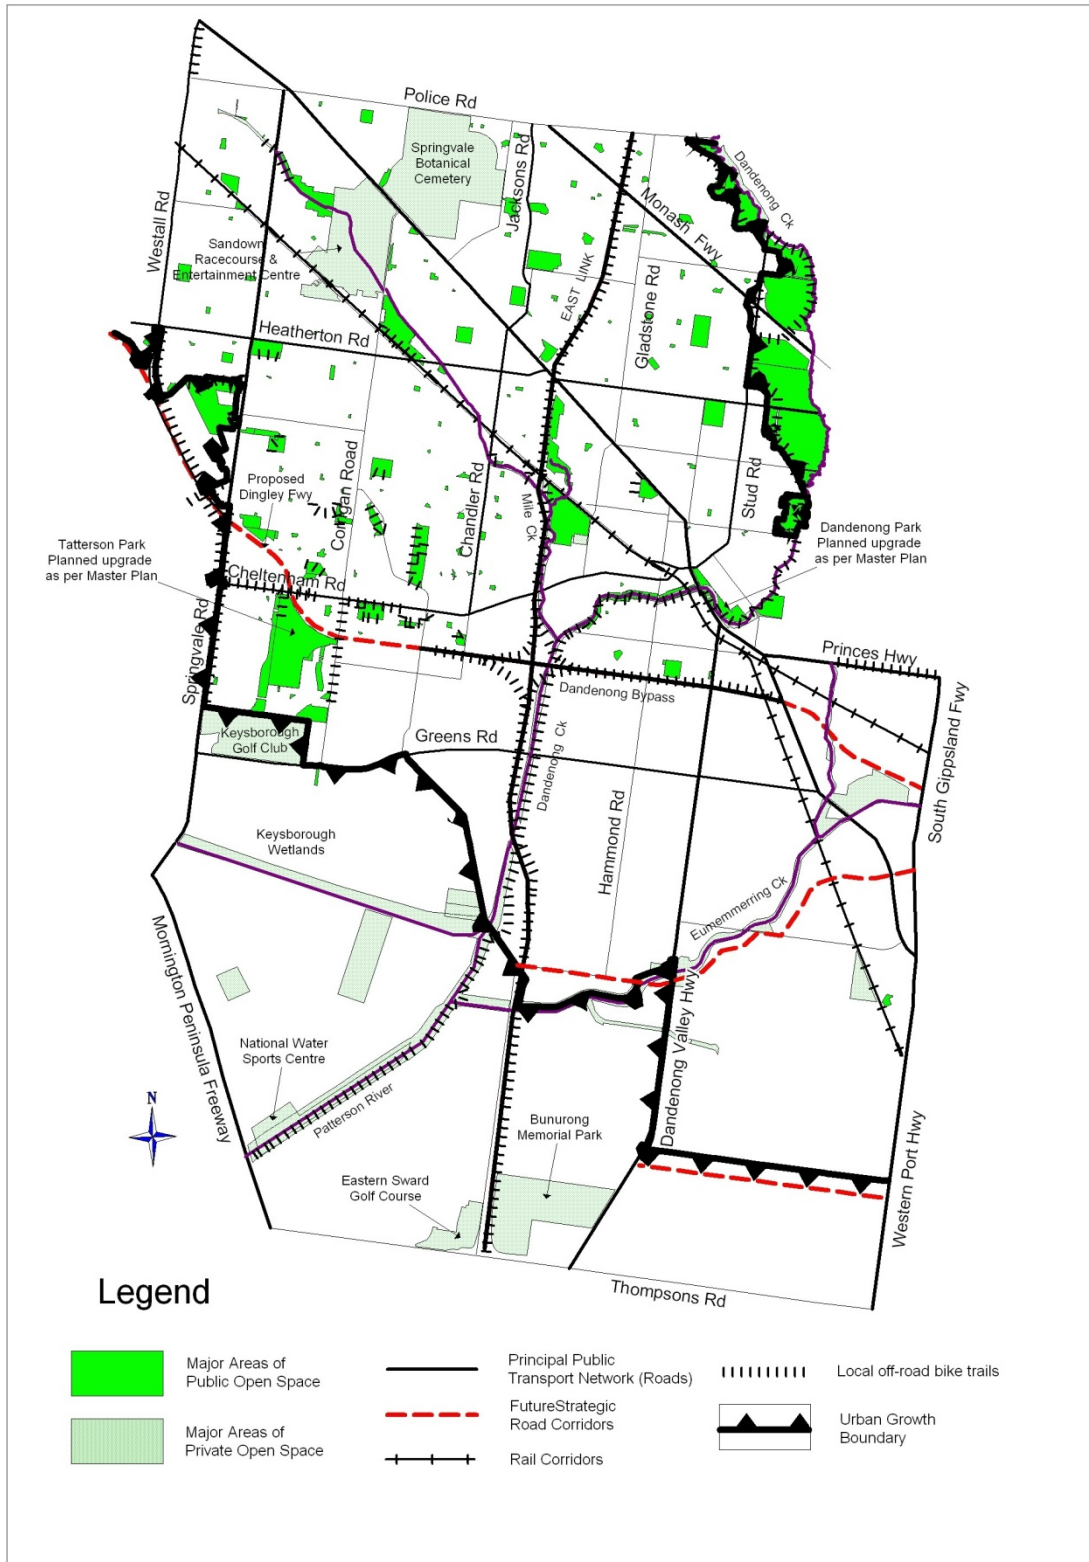 Police Rd
Springvale
Botanical
Cemetery
Jacksons Rd
Dandenong Ck
Monash Fwy
Westall Rd
Sandown
Racecourse &
Entertainment Centre
EAST LINK
Gladstone Rd
Heatherton Rd
Proposed
Dingley Fwy
Corrigan Road
Chandler Rd
Mile Ck
Stud Rd
Tatterson Park
Planned upgrade
as per Master Plan
Dandenong Park
Planned upgrade
as per Master Plan
Cheltenham Rd
Springvale Rd
Princes Hwy
Dandenong Bypass
Keysborough
Golf Club
Greens Rd
Dandenong Ck
South Gippsland Fwy
Hammond Rd
Keysborough
Wetlands
Eumemmerring Ck
Mornington Peninsula Freeway
National Water
Sports Centre
Patterson River
Dandenong Valley Hwy
N
Bunurong
Memorial Park
Eastern Sward
Golf Course
Western Port Hwy
Thompsons Rd
Legend
Major Areas of
Public Open Space
Major Areas of
Private Open Space
Principal Public
Transport Network (Roads)
FutureStrategic
Road Corridors
Rail Corridors
Local off-road bike trails
Urban Growth
Boundary